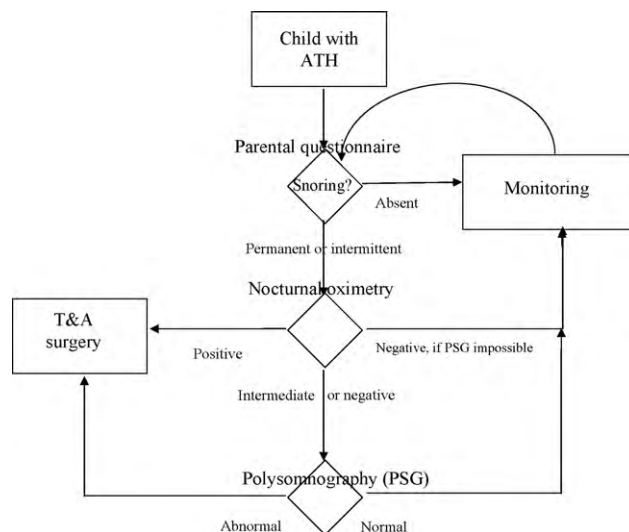 Child with
ATH
Parental questionnaire
Snoring?
Absent
Monitoring
Permanent or intermittent
Nocturnal oximetry
T&A
surgery
Positive
Negative, if PSG impossible
Intermediate or negative
Polysomnography (PSG)
Abnormal
Normal